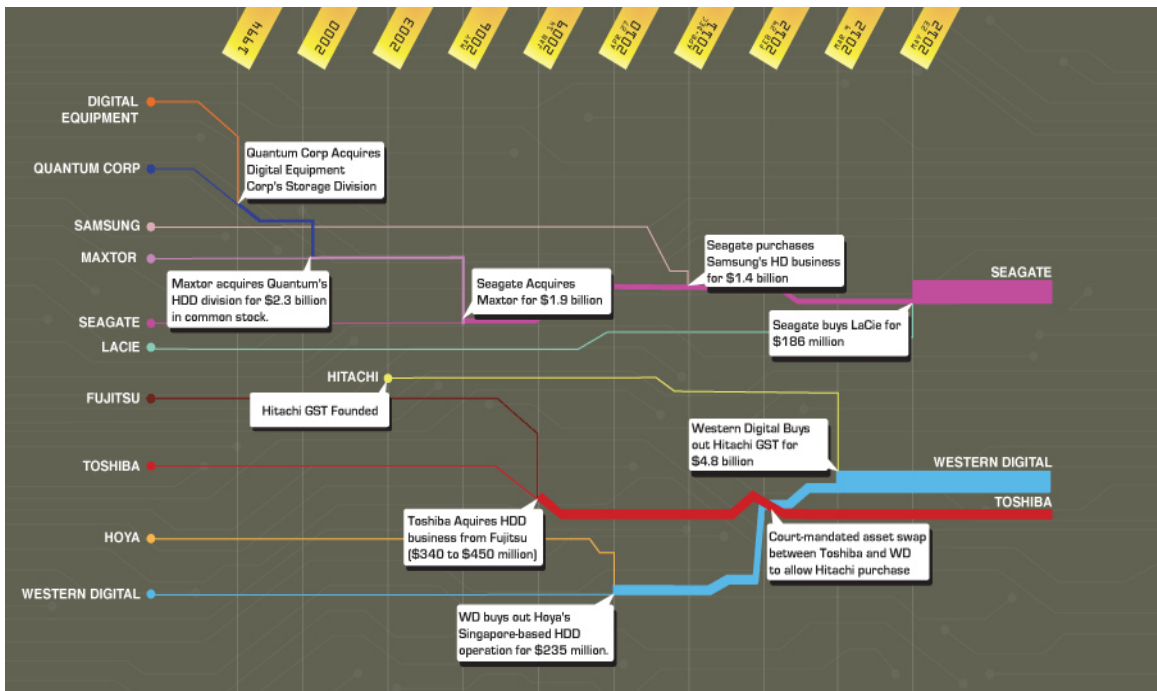 1994
2000
2003
MAY
2006
JAN 14
2009
APR 27
2010
PR-DEC
2011
FEB 29
2012
MAR 9
2012
MAY 23
2012
DIGITAL
EQUIPMENT
Quantum Corp Acquires
Digital Equipment
Corp's Storage Division
QUANTUM CORP
SAMSUNG
MAXTOR
Maxtor acquires Quantum's
HDD division for $2.3 billion
in common stock.
Seagate Acquires
Maxtor for $1.9 billion
Seagate purchases
Samsung's HD business
for $1.4 billion
SEAGATE
Seagate buys LaCie for
$186 million
SEAGATE
LACIE
HITACHI
FUJITSU
Hitachi GST Founded
Western Digital Buys
out Hitachi GST for
$4.8 billion
WESTERN DIGITAL
TOSHIBA
TOSHIBA
Toshiba Aquires HDD
business from Fujitsu
($340 to $450 million)
Court-mandated asset swap
between Toshiba and WD
to allow Hitachi purchase
HOYA
WESTERN DIGITAL
WD buys out Hoya's
Singapore-based HDD
operation for $235 million.